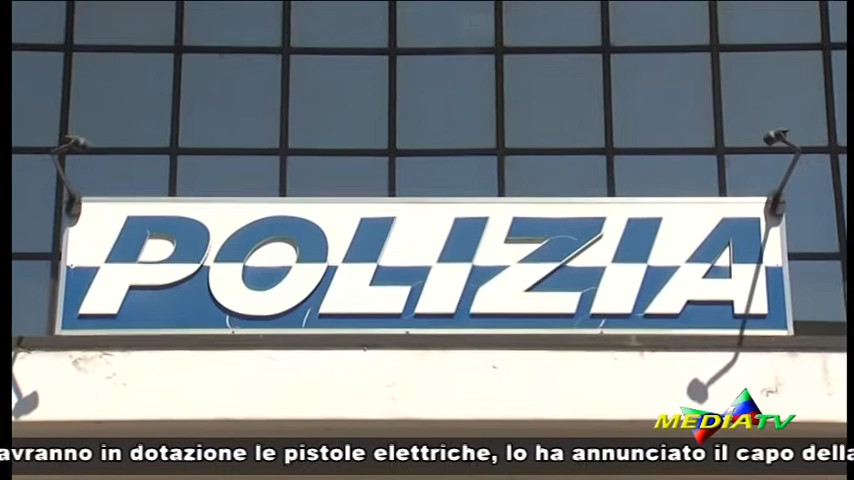 POLIZIA
MEDIATV
avranno in dotazione le pistole elettriche, lo ha annunciato il capo della